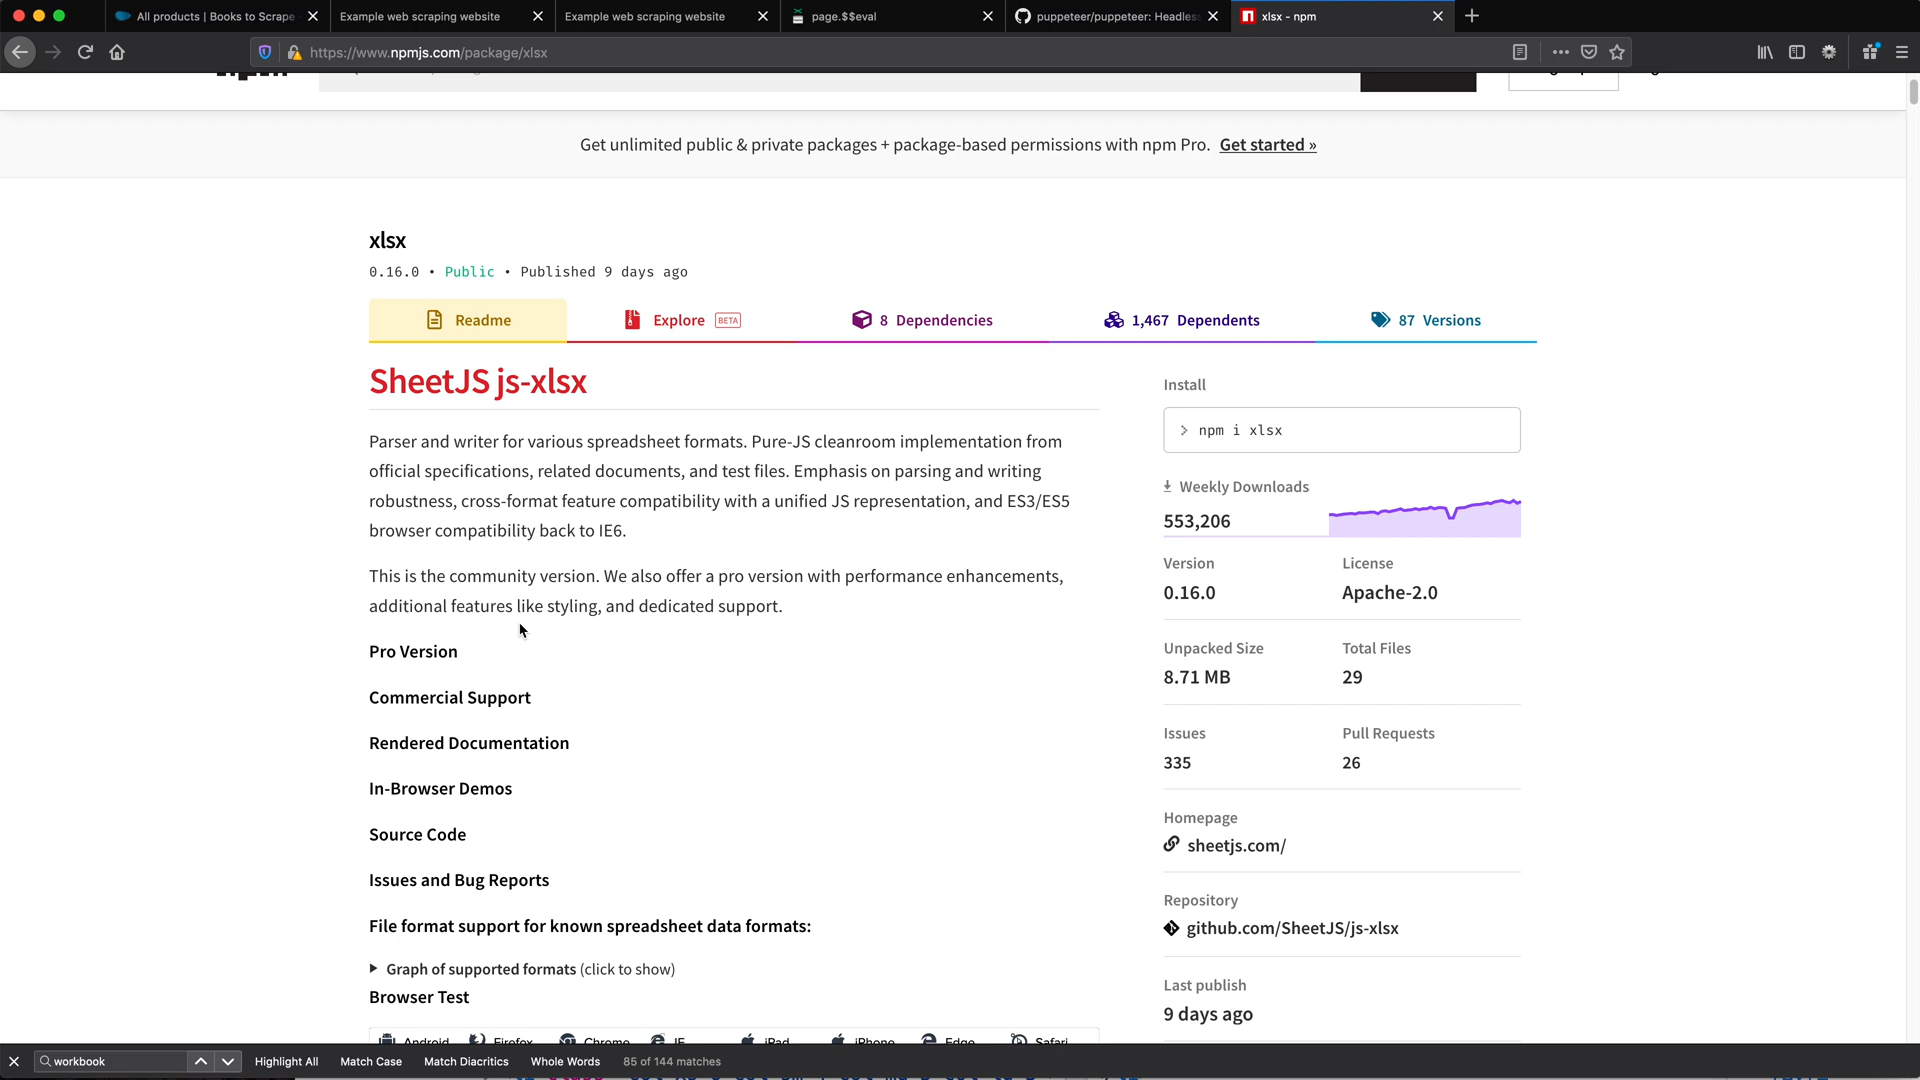 All products | Books to Scrape
Example web scraping website
Example web scraping website
page.$$eval
puppeteer/puppeteer: Headless
xlsx - npm
https://www.npmjs.com/package/xlsx
Get unlimited public & private packages + package-based permissions with npm Pro. Get started »
xlsx
0.16.0 • Public • Published 9 days ago
Readme
Explore BETA
8 Dependencies
1,467 Dependents
87 Versions
SheetJS js-xlsx
Parser and writer for various spreadsheet formats. Pure-JS cleanroom implementation from
official specifications, related documents, and test files. Emphasis on parsing and writing
robustness, cross-format feature compatibility with a unified JS representation, and ES3/ES5
browser compatibility back to IE6.
This is the community version. We also offer a pro version with performance enhancements,
additional features like styling, and dedicated support.
Pro Version
Commercial Support
Rendered Documentation
In-Browser Demos
Source Code
Issues and Bug Reports
File format support for known spreadsheet data formats:
Graph of supported formats (click to show)
Browser Test
Android Firefox Chrome IE iPad iPhone Edge Safari
Install
> npm i xlsx
Weekly Downloads
553,206
Version
0.16.0
License
Apache-2.0
Unpacked Size
8.71 MB
Total Files
29
Issues
335
Pull Requests
26
Homepage
sheetjs.com/
Repository
github.com/SheetJS/js-xlsx
Last publish
9 days ago
workbook
Highlight All
Match Case
Match Diacritics
Whole Words
85 of 144 matches